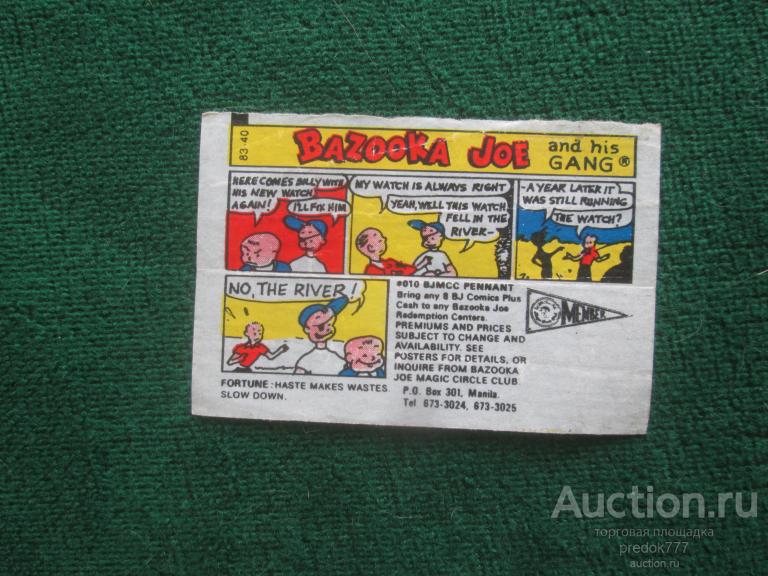 83-40
BAZOOKA JOE
and his
GANG®
HERE COMES BILLY WITH
HIS NEW WATCH
AGAIN!
I'LL FIX HIM
MY WATCH IS ALWAYS RIGHT
YEAH, WELL THIS WATCH
FELL IN THE
RIVER-
-A YEAR LATER IT
WAS STILL RUNNING
THE WATCH?
NO, THE RIVER!
FORTUNE: HASTE MAKES WASTES.
SLOW DOWN.
#010 BJMCC PENNANT
Bring any 8 BJ Comics Plus
Cash to any Bazooka Joe
Redemption Centers.
PREMIUMS AND PRICES
SUBJECT TO CHANGE AND
AVAILABILITY. SEE
POSTERS FOR DETAILS, OR
INQUIRE FROM BAZOOKA
JOE MAGIC CIRCLE CLUB
P.O. Box 301, Manila.
Tel 673-3024, 673-3025
MEMBER
Auction.ru
торговая площадка
predok777
auction.ru